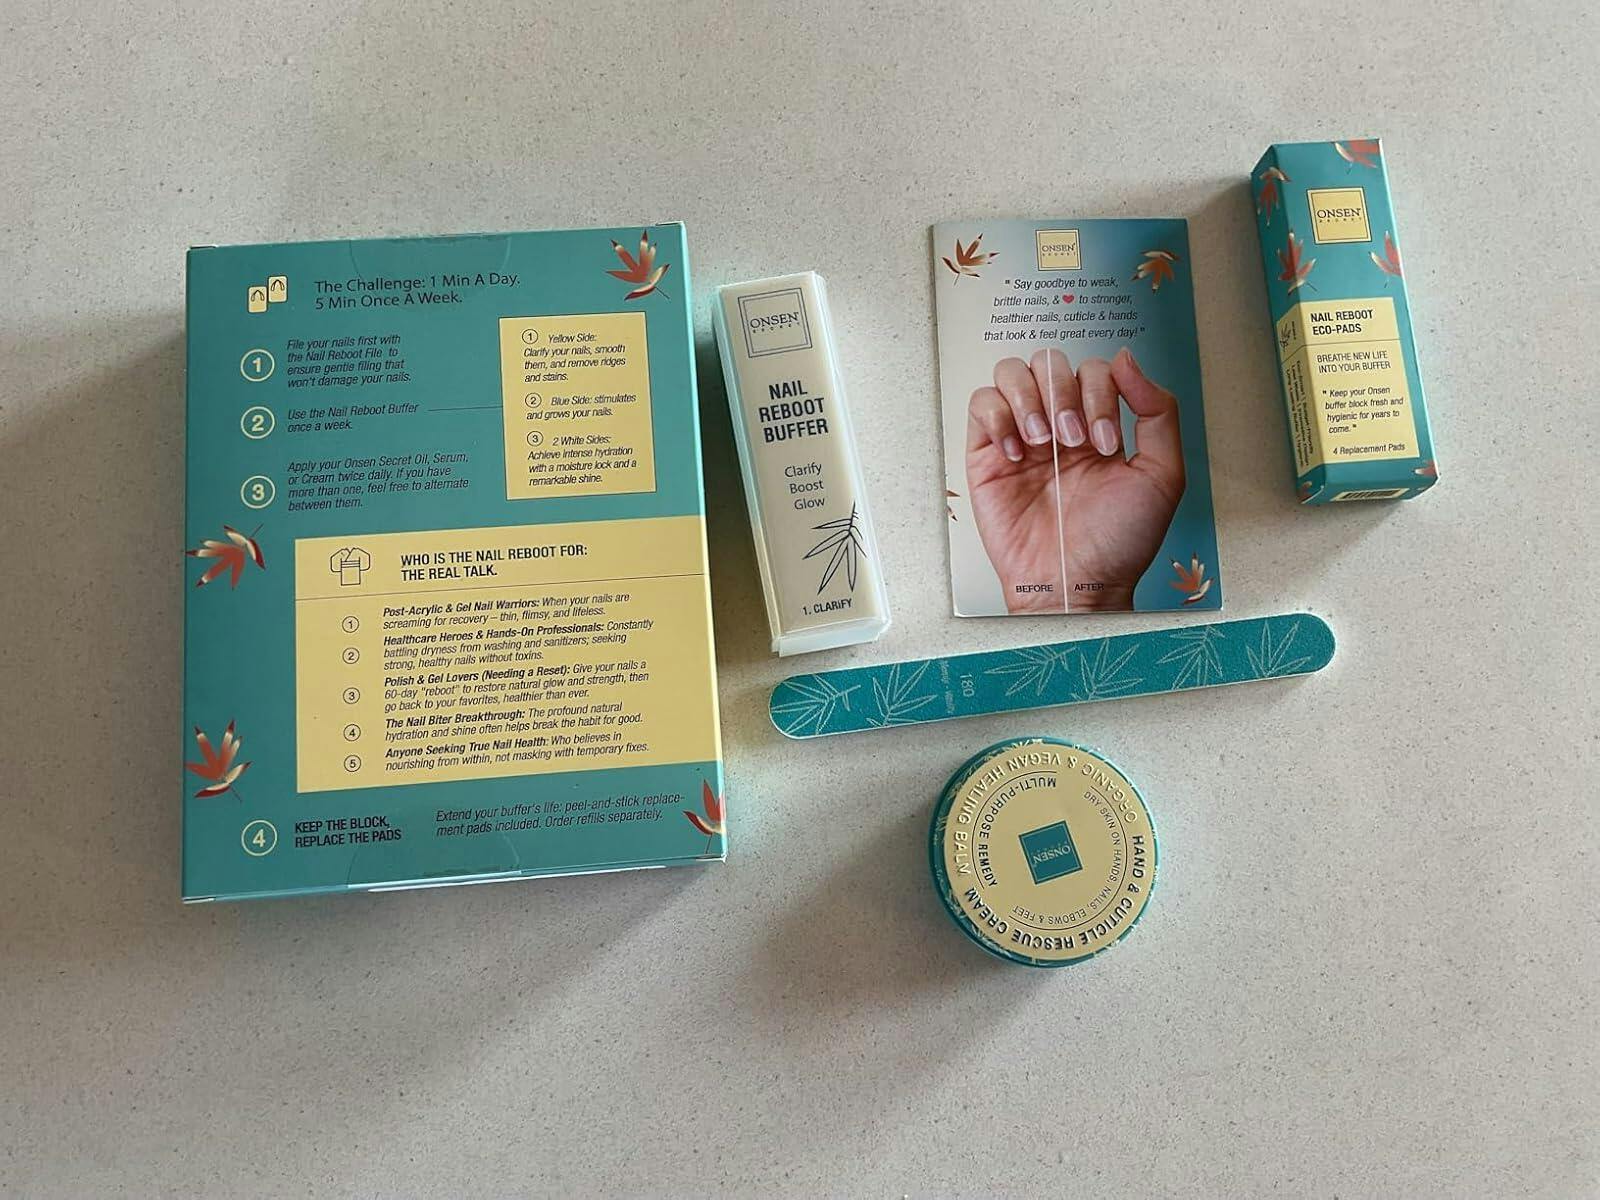 The Challenge: 1 Min A Day.
5 Min Once A Week.
1
File your nails first with
the Nail Reboot File to
ensure gentle filing that
won't damage your nails.
2
Use the Nail Reboot Buffer
once a week.
3
Apply your Onsen Secret Oil, Serum,
or Cream twice daily. If you have
more than one, feel free to alternate
between them.
1 Yellow Side:
Clarify your nails, smooth
them, and remove ridges
and stains.
2 Blue Side: stimulates
and grows your nails.
3 2 White Sides:
Achieve intense hydration
with a moisture lock and a
remarkable shine.
WHO IS THE NAIL REBOOT FOR:
THE REAL TALK.
1 Post-Acrylic & Gel Nail Warriors: When your nails are
screaming for recovery – thin, flimsy, and lifeless.
2 Healthcare Heroes & Hands-On Professionals: Constantly
battling dryness from washing and sanitizers; seeking
strong, healthy nails without toxins.
3 Polish & Gel Lovers (Needing a Reset): Give your nails a
60-day "reboot" to restore natural glow and strength, then
go back to your favorites, healthier than ever.
4 The Nail Biter Breakthrough: The profound natural
hydration and shine often helps break the habit for good.
5 Anyone Seeking True Nail Health: Who believes in
nourishing from within, not masking with temporary fixes.
4
KEEP THE BLOCK,
REPLACE THE PADS
Extend your buffer's life: peel-and-stick replace-
ment pads included. Order refills separately.
ONSEN
SECRET
NAIL
REBOOT
BUFFER
Clarify
Boost
Glow
1. CLARIFY
ONSEN
SECRET
" Say goodbye to weak,
brittle nails, & ❤ to stronger,
healthier nails, cuticle & hands
that look & feel great every day! "
BEFORE
AFTER
ONSEN
SECRET
NAIL REBOOT
ECO-PADS
BREATHE NEW LIFE
INTO YOUR BUFFER
" Keep your Onsen
buffer block fresh and
hygienic for years to
come. "
4 Replacement Pads
180
HAND & CUTICLE RESCUE CREAM
ORGANIC & VEGAN HEALING BALM
DRY SKIN ON HANDS, NAILS, ELBOWS & FEET
MULTI-PURPOSE REMEDY
ONSEN